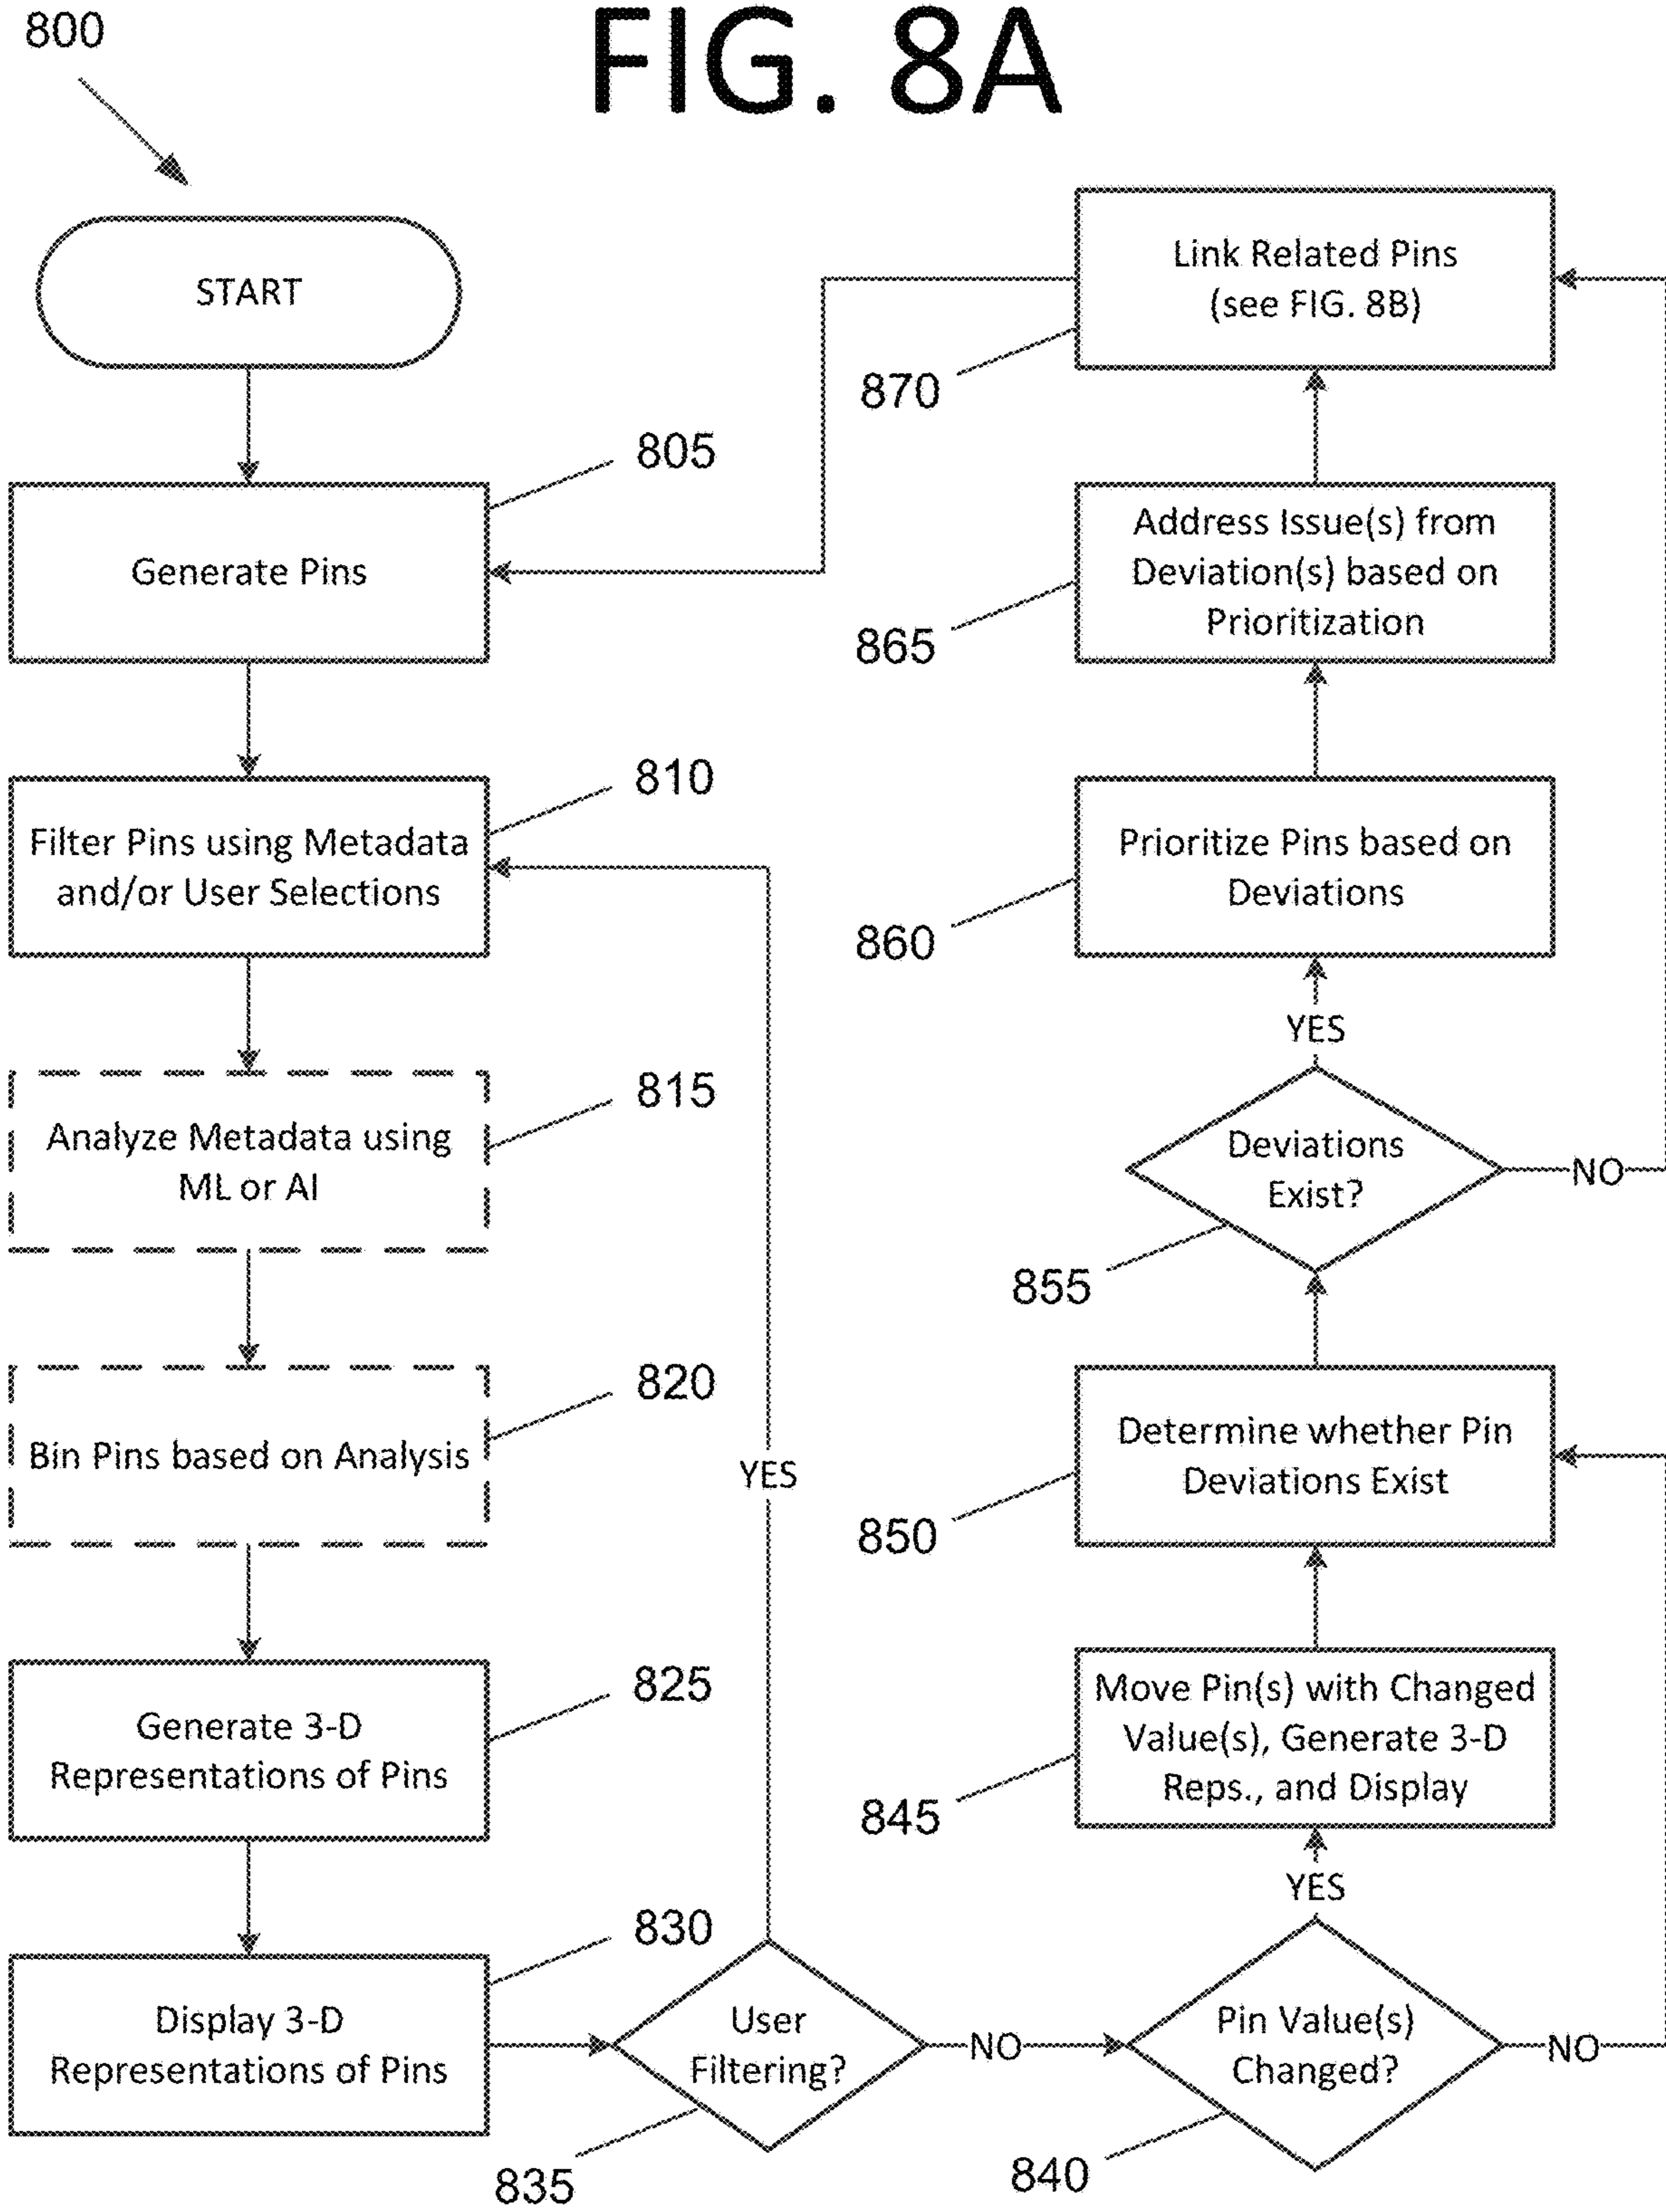 800
FIG. 8A
START
805
Generate Pins
810
Filter Pins using Metadata
and/or User Selections
815
Analyze Metadata using
ML or AI
820
Bin Pins based on Analysis
825
Generate 3-D
Representations of Pins
830
Display 3-D
Representations of Pins
YES
User
Filtering?
835
NO
Pin Value(s)
Changed?
840
NO
YES
Move Pin(s) with Changed
Value(s), Generate 3-D
Reps., and Display
845
Determine whether Pin
Deviations Exist
850
Deviations
Exist?
855
NO
YES
Prioritize Pins based on
Deviations
860
Address Issue(s) from
Deviation(s) based on
Prioritization
865
Link Related Pins
(see FIG. 8B)
870